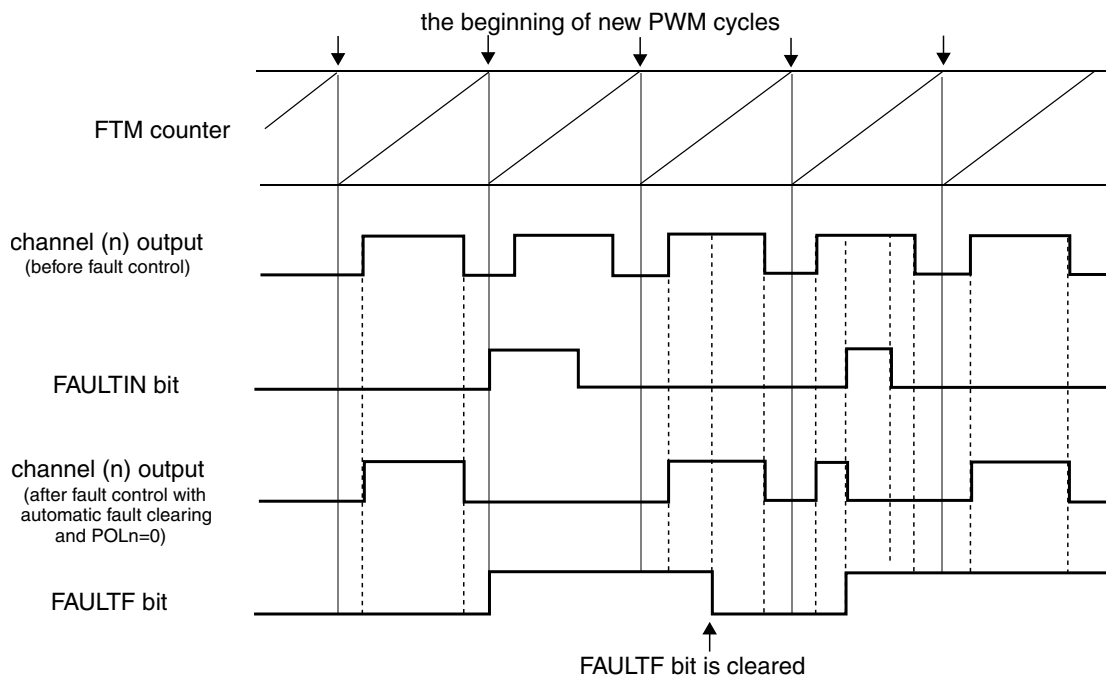 the beginning of new PWM cycles
FTM counter
channel (n) output
(before fault control)
FAULTIN bit
channel (n) output
(after fault control with
automatic fault clearing
and POLn=0)
FAULTF bit
FAULTF bit is cleared